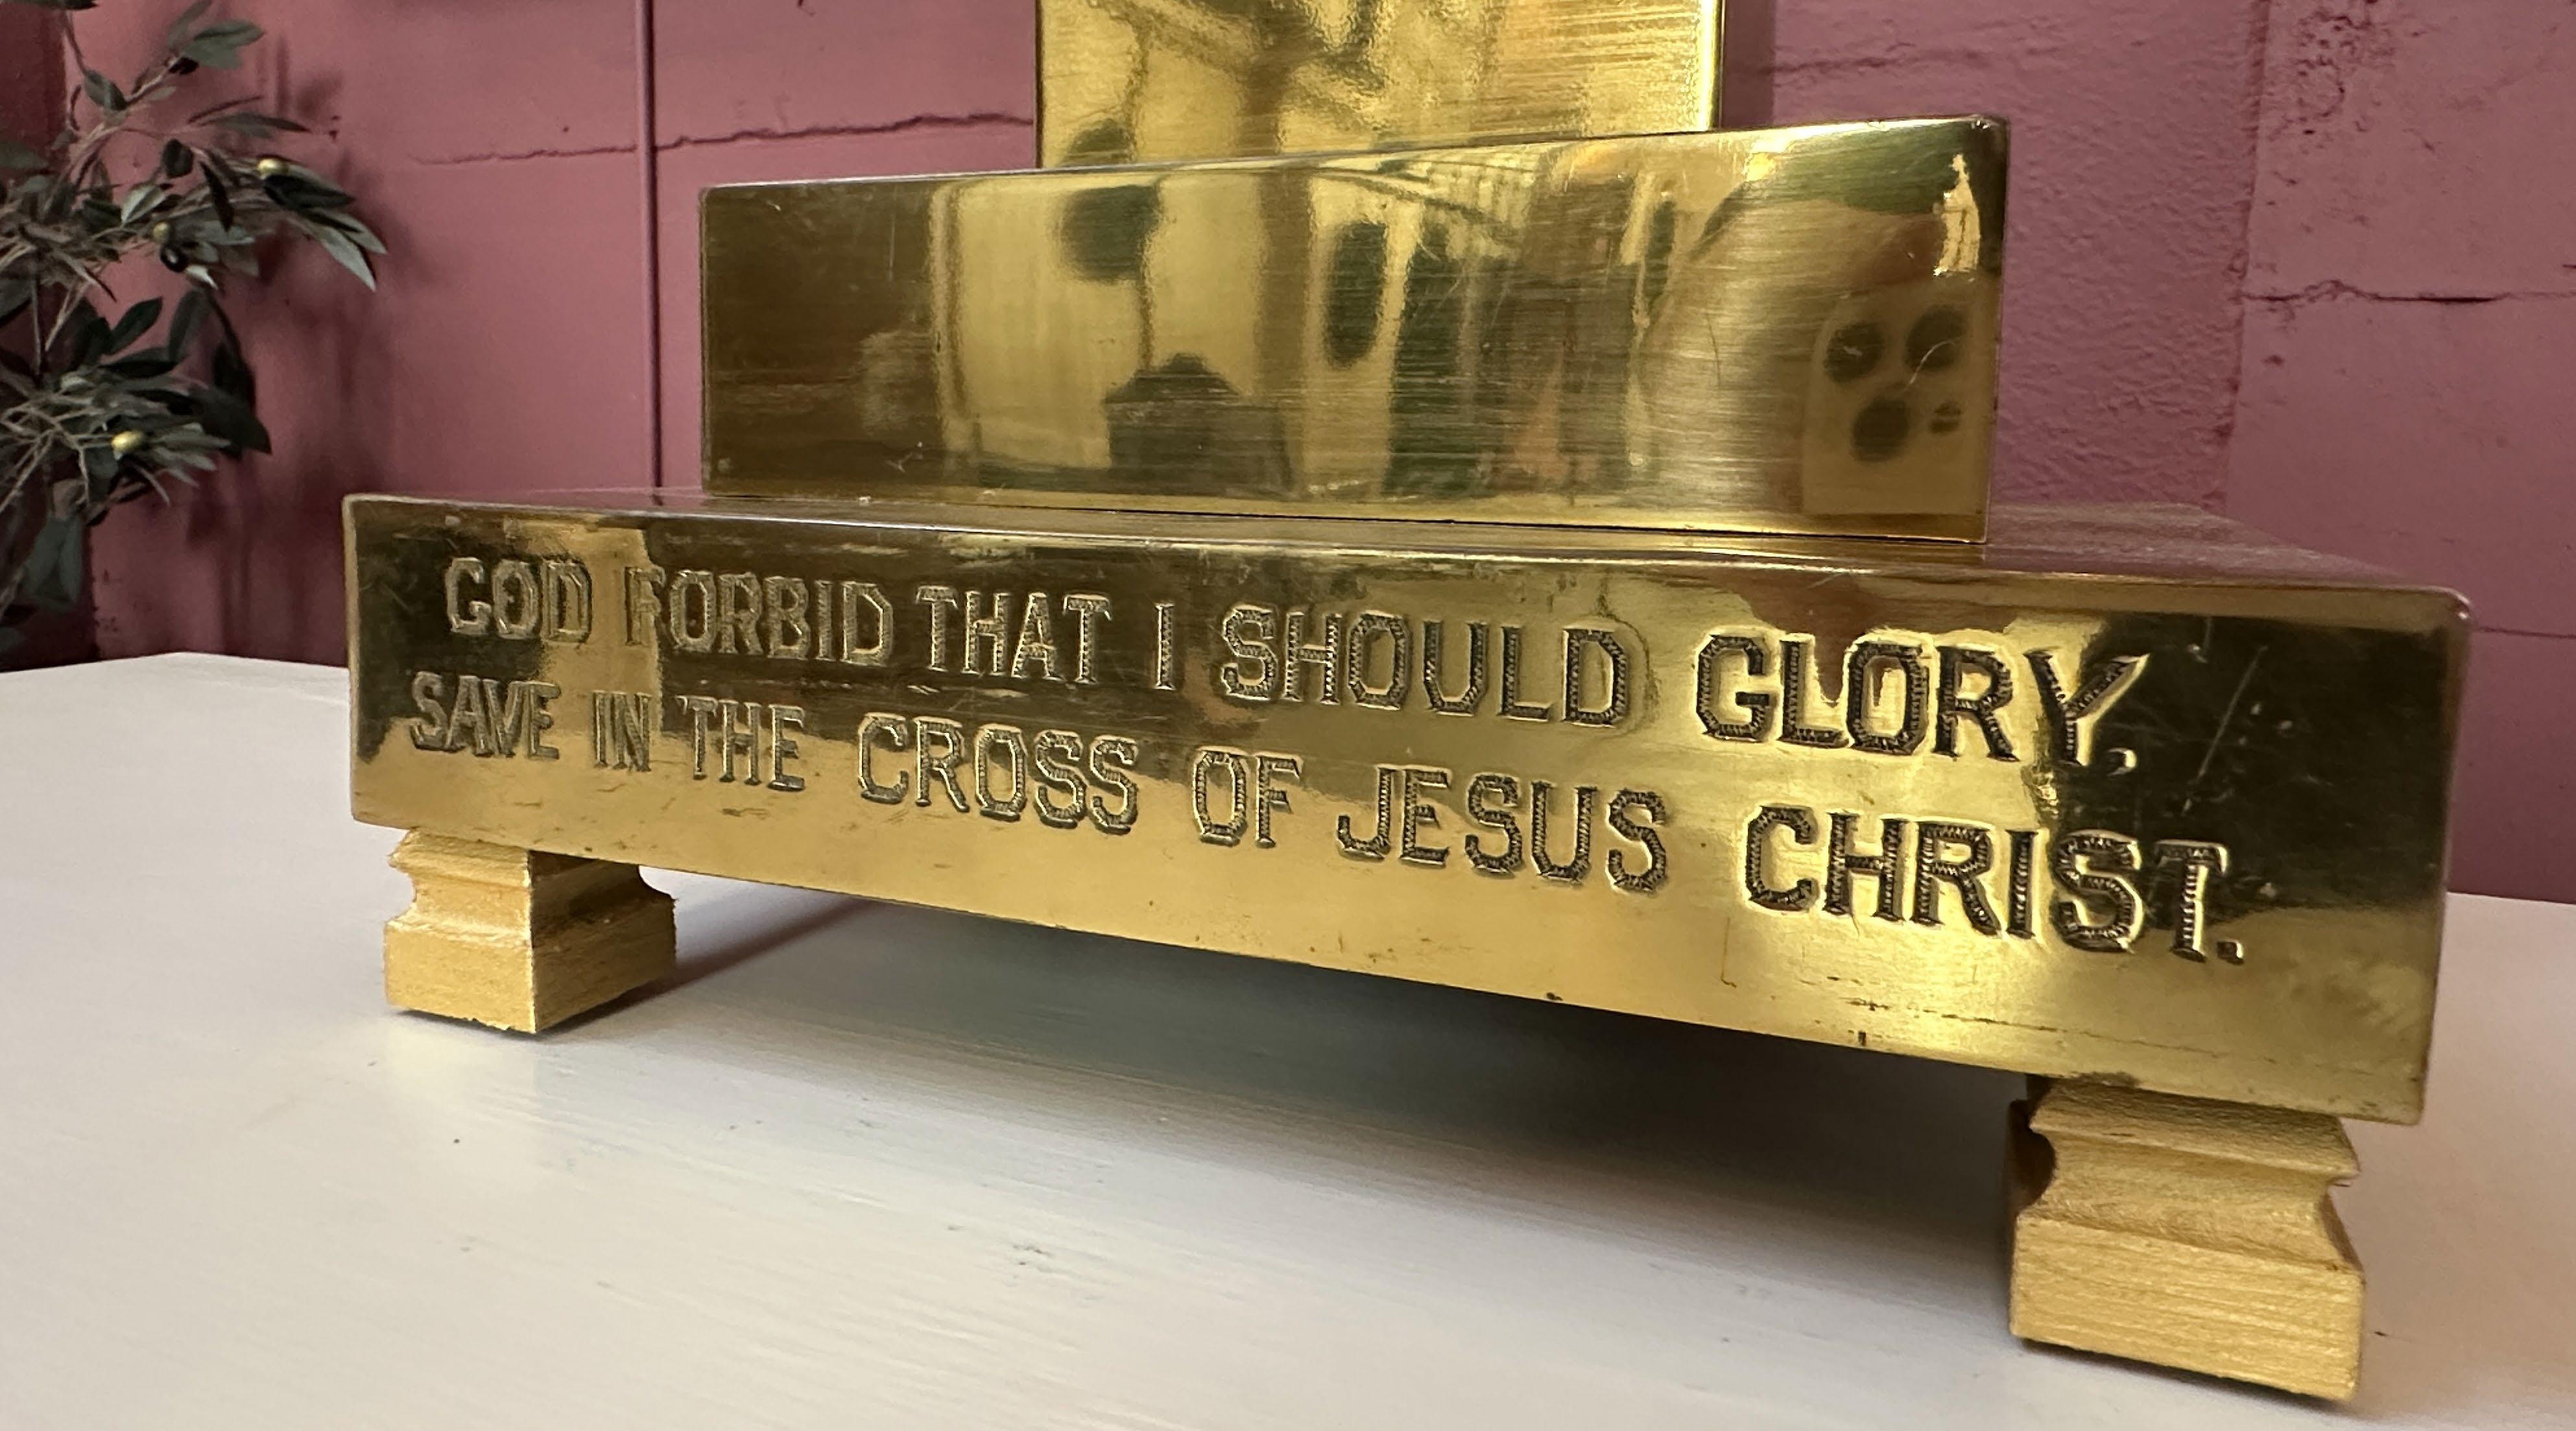 GOD FORBID THAT I SHOULD GLORY,
SAVE IN THE CROSS OF JESUS CHRIST.